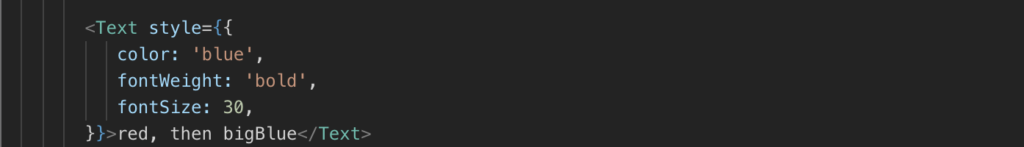 <Text style={{
color: 'blue',
fontWeight: 'bold',
fontSize: 30,
}}>red, then bigBlue</Text>